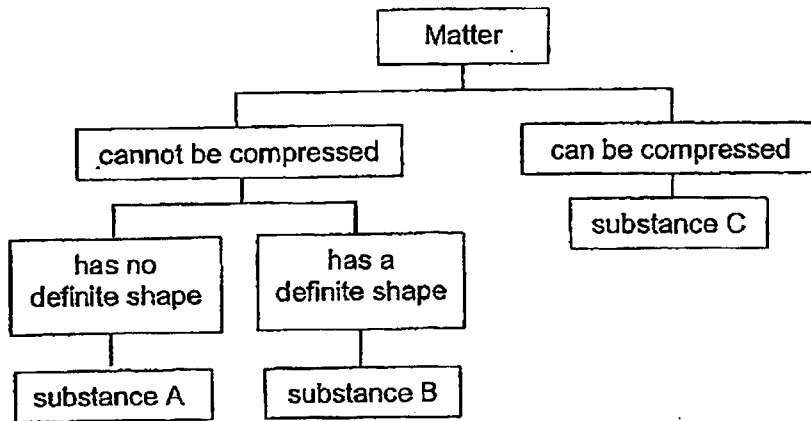 Matter
cannot be compressed
can be compressed
has no
definite shape
has a
definite shape
substance C
substance A
substance B